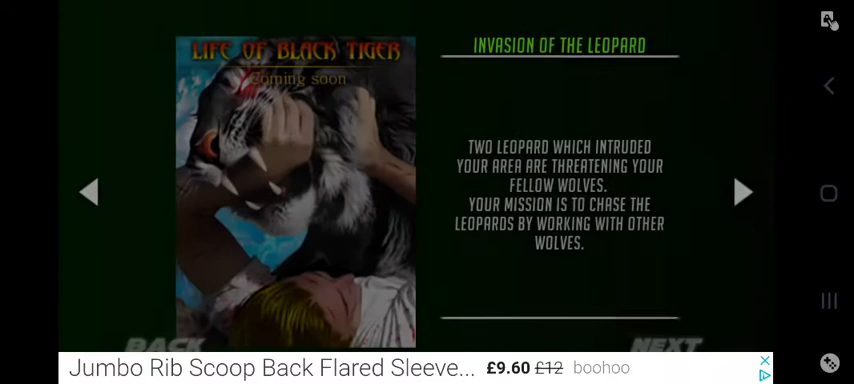 LIFE OF BLACK TIGER
Coming soon
INVASION OF THE LEOPARD
TWO LEOPARD WHICH INTRUDED
YOUR AREA ARE THREATENING YOUR
FELLOW WOLVES.
YOUR MISSION IS TO CHASE THE
LEOPARDS BY WORKING WITH OTHER
WOLVES.
BACK
NEXT
Jumbo Rib Scoop Back Flared Sleeve... £9.60 £12 boohoo